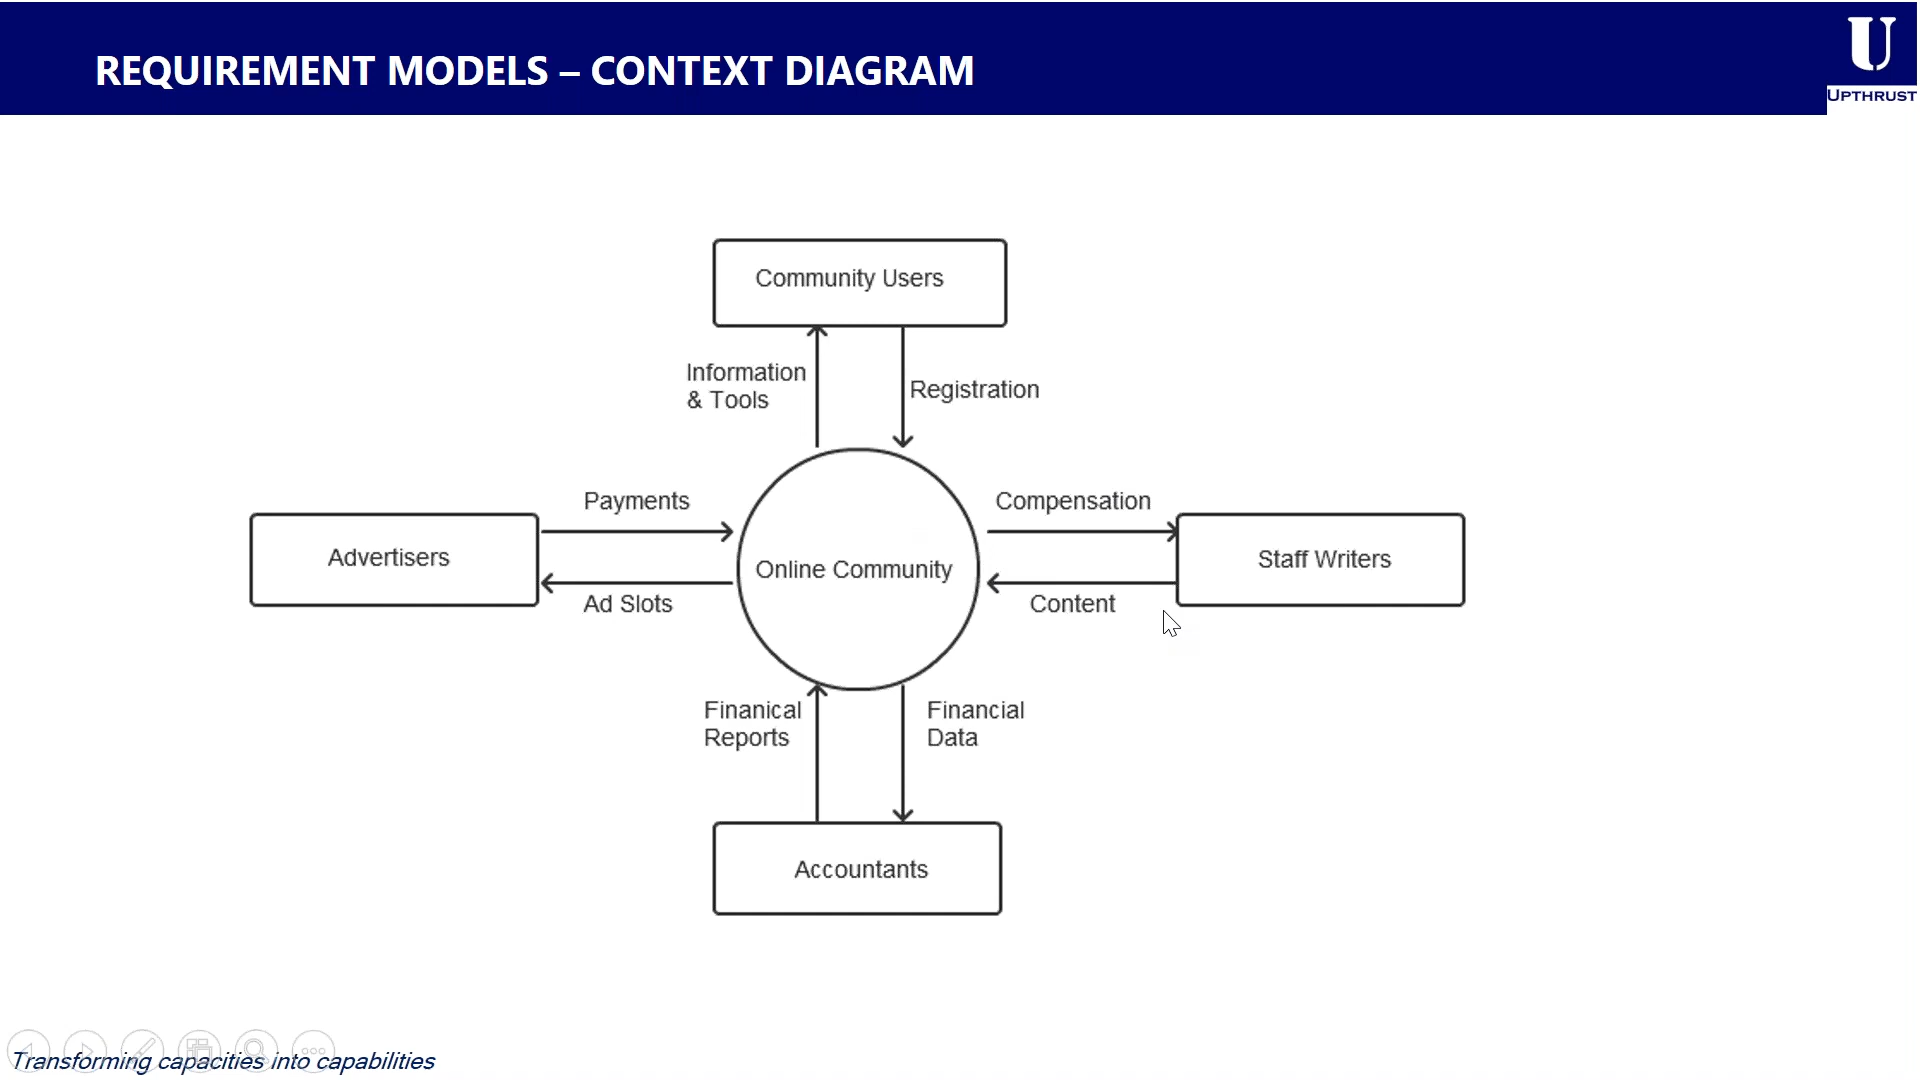 REQUIREMENT MODELS – CONTEXT DIAGRAM
U
UPTHRUST
Community Users
Information
& Tools
Registration
Payments
Compensation
Advertisers
Online Community
Staff Writers
Ad Slots
Content
Finanical
Reports
Financial
Data
Accountants
Transforming capacities into capabilities